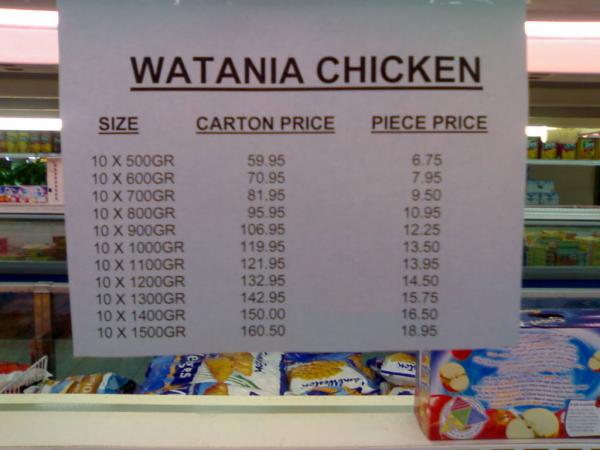 WATANIA CHICKEN
SIZE CARTON PRICE PIECE PRICE
10 X 500GR 59.95 6.75
10 X 600GR 70.95 7.95
10 X 700GR 81.95 9.50
10 X 800GR 95.95 10.95
10 X 900GR 106.95 12.25
10 X 1000GR 119.95 13.50
10 X 1100GR 121.95 13.95
10 X 1200GR 132.95 14.50
10 X 1300GR 142.95 15.75
10 X 1400GR 150.00 16.50
10 X 1500GR 160.50 18.95